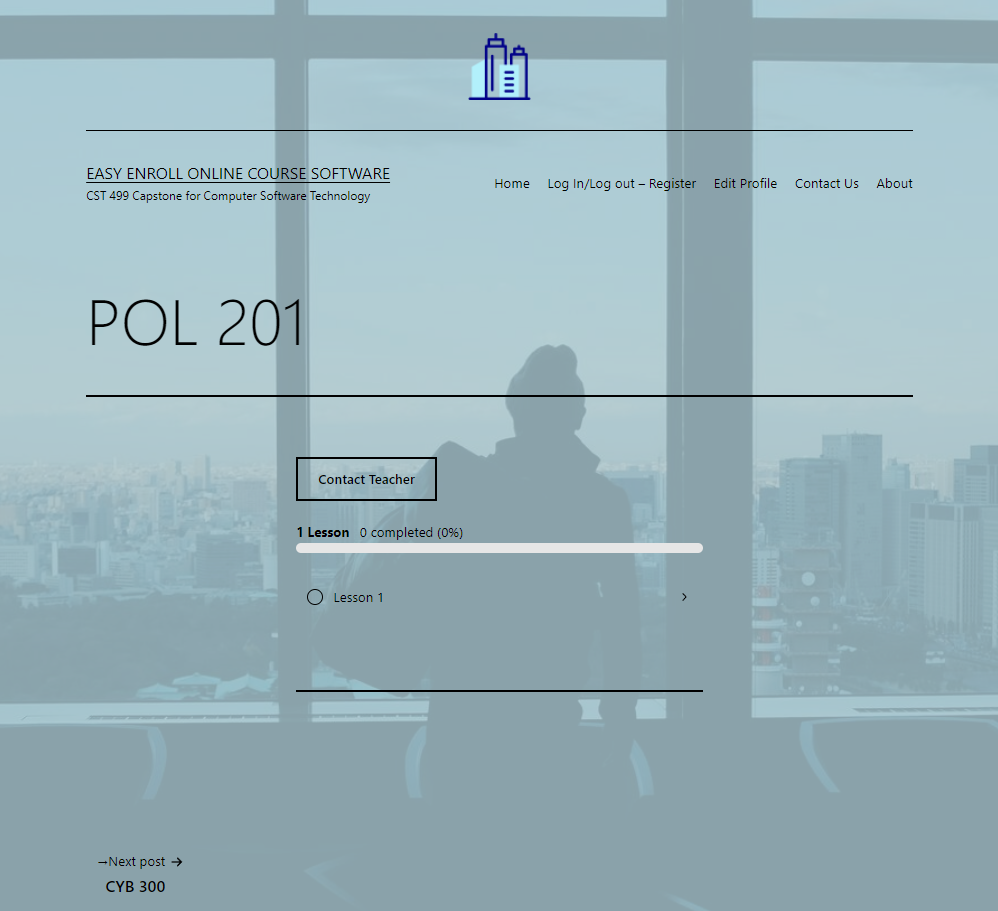 EASY ENROLL ONLINE COURSE SOFTWARE
CST 499 Capstone for Computer Software Technology
Home Log In/Log out – Register Edit Profile Contact Us About
POL 201
Contact Teacher
1 Lesson 0 completed (0%)
Lesson 1
→Next post →
CYB 300